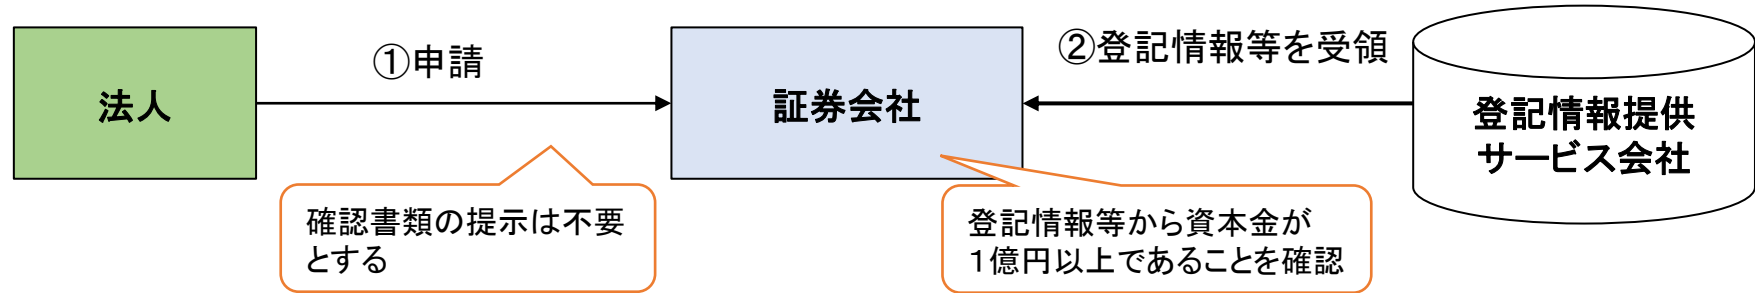 法人
①申請
確認書類の提示は不要
とする
証券会社
登記情報等から資本金が
１億円以上であることを確認
②登記情報等を受領
登記情報提供
サービス会社